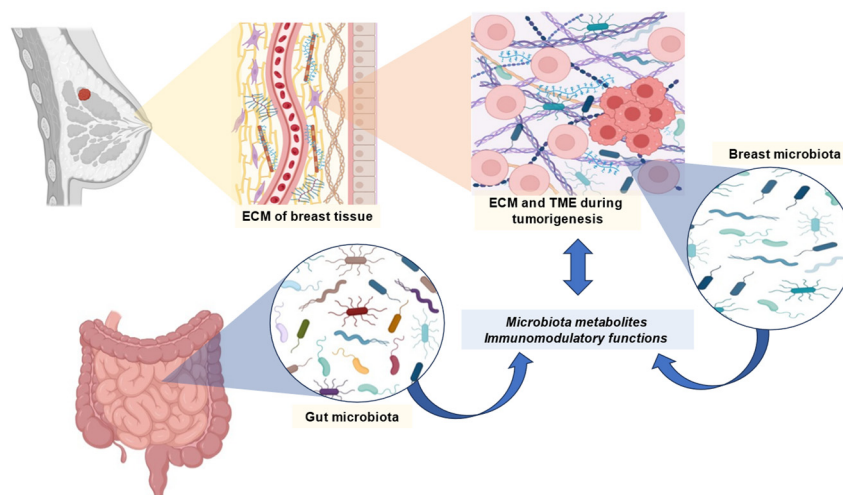 ECM of breast tissue
ECM and TME during
tumorigenesis
Breast microbiota
Microbiota metabolites
Immunomodulatory functions
Gut microbiota